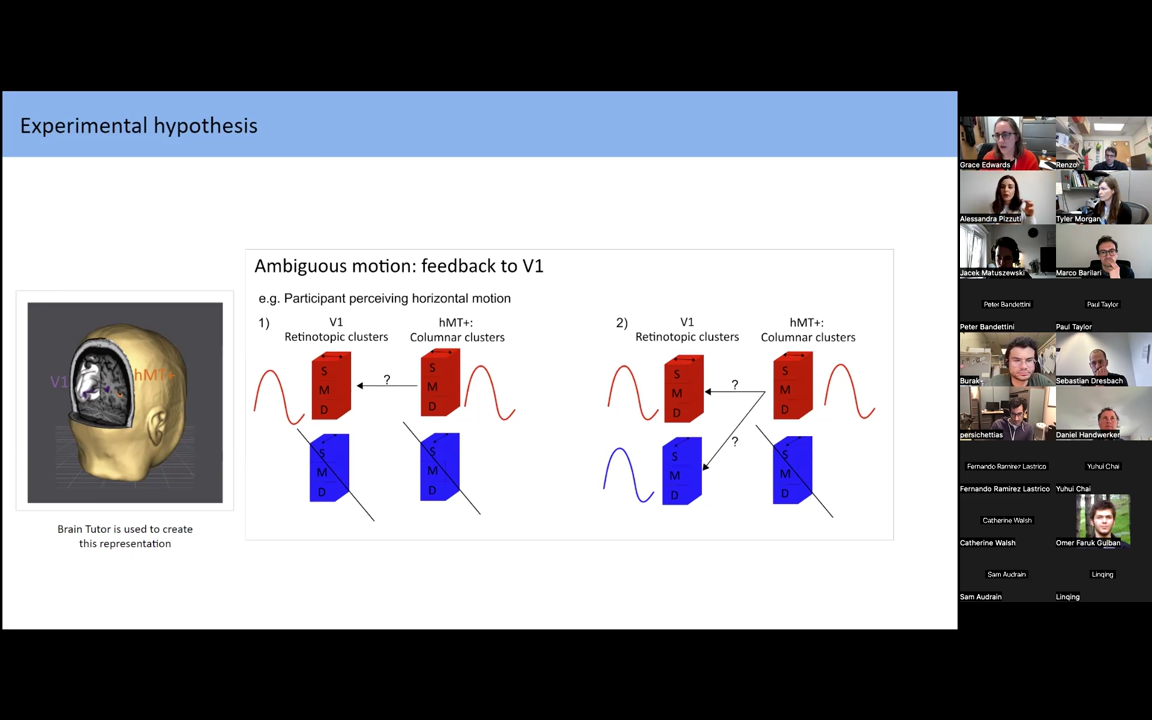 Experimental hypothesis
Ambiguous motion: feedback to V1
e.g. Participant perceiving horizontal motion
1)
V1
Retinotopic clusters
hMT+:
Columnar clusters
2)
V1
Retinotopic clusters
hMT+:
Columnar clusters
S
M
D
?
S
M
D
S
M
D
S
M
D
S
M
D
?
?
S
M
D
S
M
D
S
M
D
V1
hMT+
Brain Tutor is used to create
this representation
Grace Edwards
Renzo
Alessandra Pizzuti
Tyler Morgan
Jacek Matuszewski
Marco Barilari
Peter Bandettini
Paul Taylor
Peter Bandettini
Paul Taylor
Burak
Sebastian Dresbach
persichettias
Daniel Handwerker
Fernando Ramirez Lastrico
Yuhui Chai
Fernando Ramirez Lastrico
Yuhui Chai
Catherine Walsh
Catherine Walsh
Omer Faruk Gulban
Sam Audrain
Linqing
Sam Audrain
Linqing